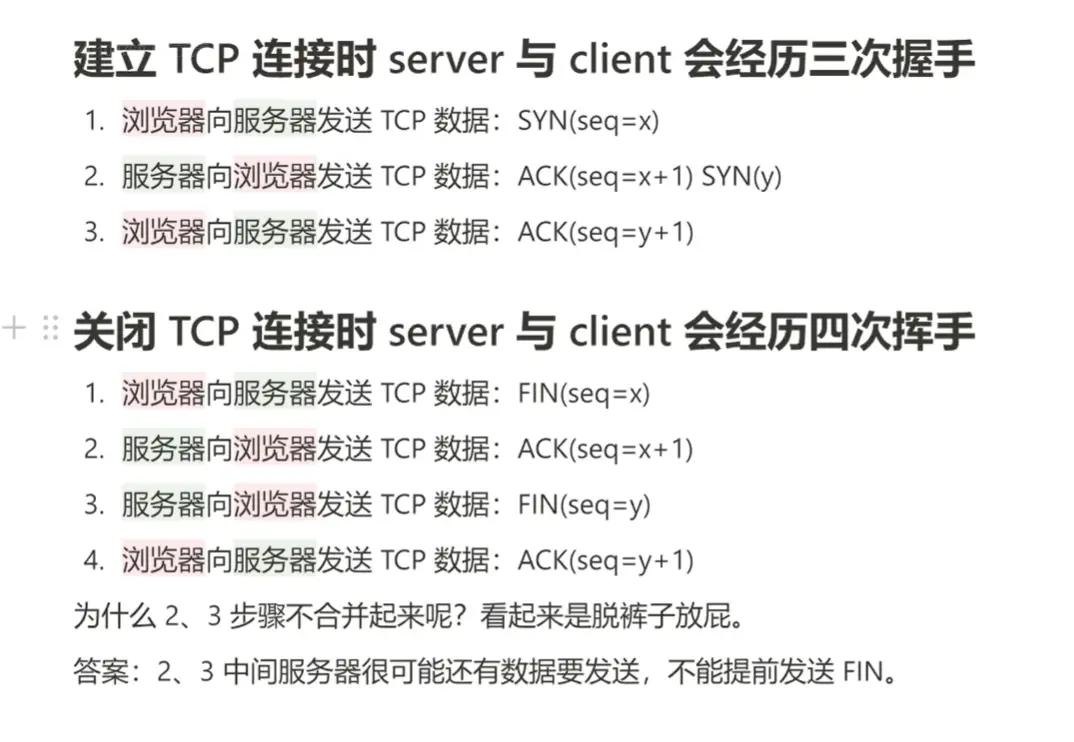 建立 TCP 连接时 server 与 client 会经历三次握手
1. 浏览器向服务器发送 TCP 数据：SYN(seq=x)
2. 服务器向浏览器发送 TCP 数据：ACK(seq=x+1) SYN(y)
3. 浏览器向服务器发送 TCP 数据：ACK(seq=y+1)
关闭 TCP 连接时 server 与 client 会经历四次挥手
1. 浏览器向服务器发送 TCP 数据：FIN(seq=x)
2. 服务器向浏览器发送 TCP 数据：ACK(seq=x+1)
3. 服务器向浏览器发送 TCP 数据：FIN(seq=y)
4. 浏览器向服务器发送 TCP 数据：ACK(seq=y+1)
为什么 2、3 步骤不合并起来呢？看起来是脱裤子放屁。
答案：2、3 中间服务器很可能还有数据要发送，不能提前发送 FIN。